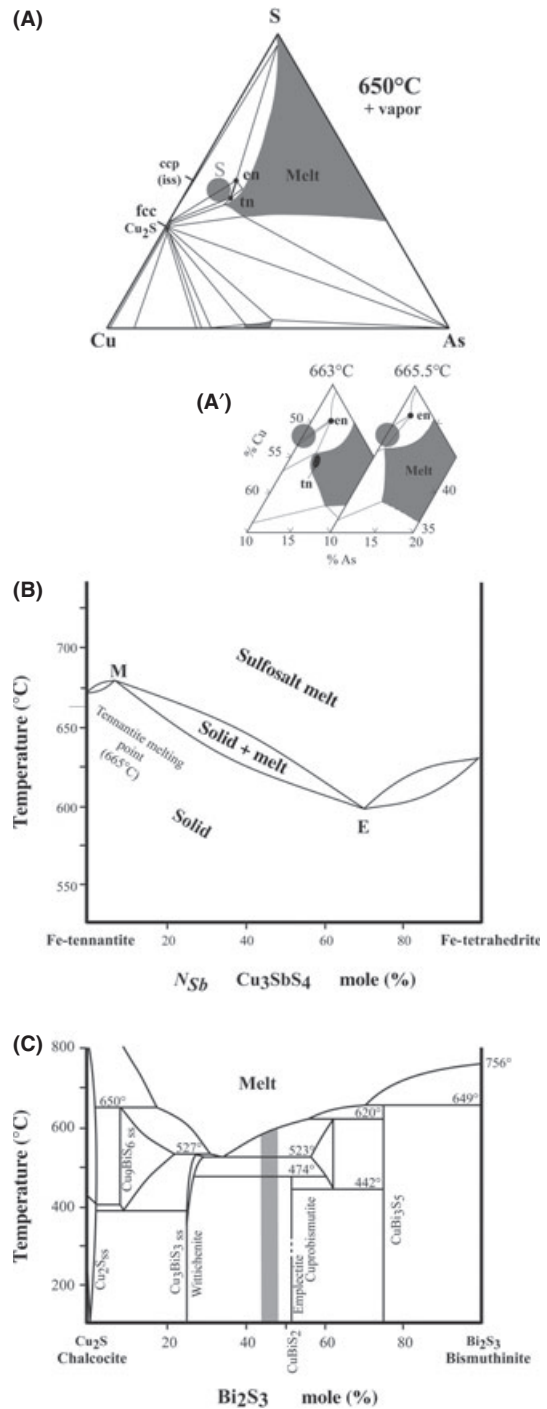 (A)
S
650°C
+ vapor
ccp
(iss)
S
en
Melt
tn
fcc
Cu2S
Cu
As
(A′)
663°C
665.5°C
50
en
en
% Cu
55
60
tn
Melt
40
35
10
15
10
15
20
% As
(B)
Temperature (°C)
700
650
600
550
M
Sulfosalt melt
Solid + melt
Tennantite melting
point
(665°C)
Solid
E
Fe-tennantite
20
40
60
80
Fe-tetrahedrite
NSb Cu3SbS4 mole (%)
(C)
Temperature (°C)
800
600
400
200
Melt
756°
650°
649°
620°
527°
523°
474°
442°
Cu2Sss
Cu9BiS6 ss
Cu3BiS3 ss
Wittichenite
CuBiS2
Emplectite
Cuprobismutite
CuBi3S5
Cu2S
Chalcocite
20
40
60
80
Bi2S3
Bismuthinite
Bi2S3 mole (%)